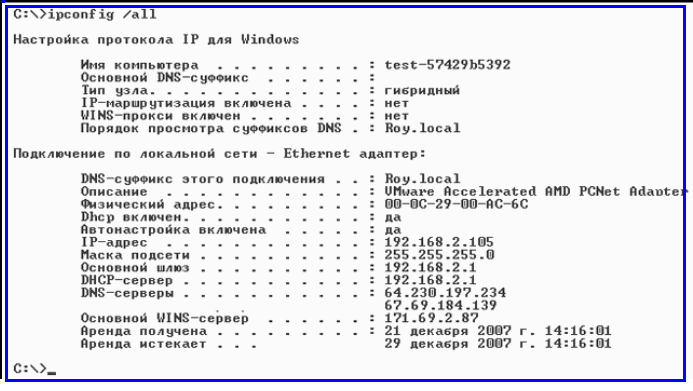 C:\>ipconfig /all
Настройка протокола IP для Windows
Имя компьютера . . . . . . . . . : test-57429b5392
Основной DNS-суффикс . . . . . . :
Тип узла. . . . . . . . . . . . . : гибридный
IP-маршрутизация включена . . . . : нет
WINS-прокси включен . . . . . . . : нет
Порядок просмотра суффиксов DNS . : Roy.local
Подключение по локальной сети - Ethernet адаптер:
DNS-суффикс этого подключения . . : Roy.local
Описание . . . . . . . . . . . . : VMware Accelerated AMD PCNet Adapter
Физический адрес. . . . . . . . . : 00-0C-29-00-AC-6C
Dhcp включен. . . . . . . . . . . : да
Автонастройка включена . . . . . : да
IP-адрес . . . . . . . . . . . . : 192.168.2.105
Маска подсети . . . . . . . . . . : 255.255.255.0
Основной шлюз . . . . . . . . . . : 192.168.2.1
DHCP-сервер . . . . . . . . . . . : 192.168.2.1
DNS-серверы . . . . . . . . . . . : 64.230.197.234
67.69.184.139
Основной WINS-сервер . . . . . . : 171.69.2.87
Аренда получена . . . . . . . . . : 21 декабря 2007 г. 14:16:01
Аренда истекает . . . 29 декабря 2007 г. 14:16:01
C:\>_